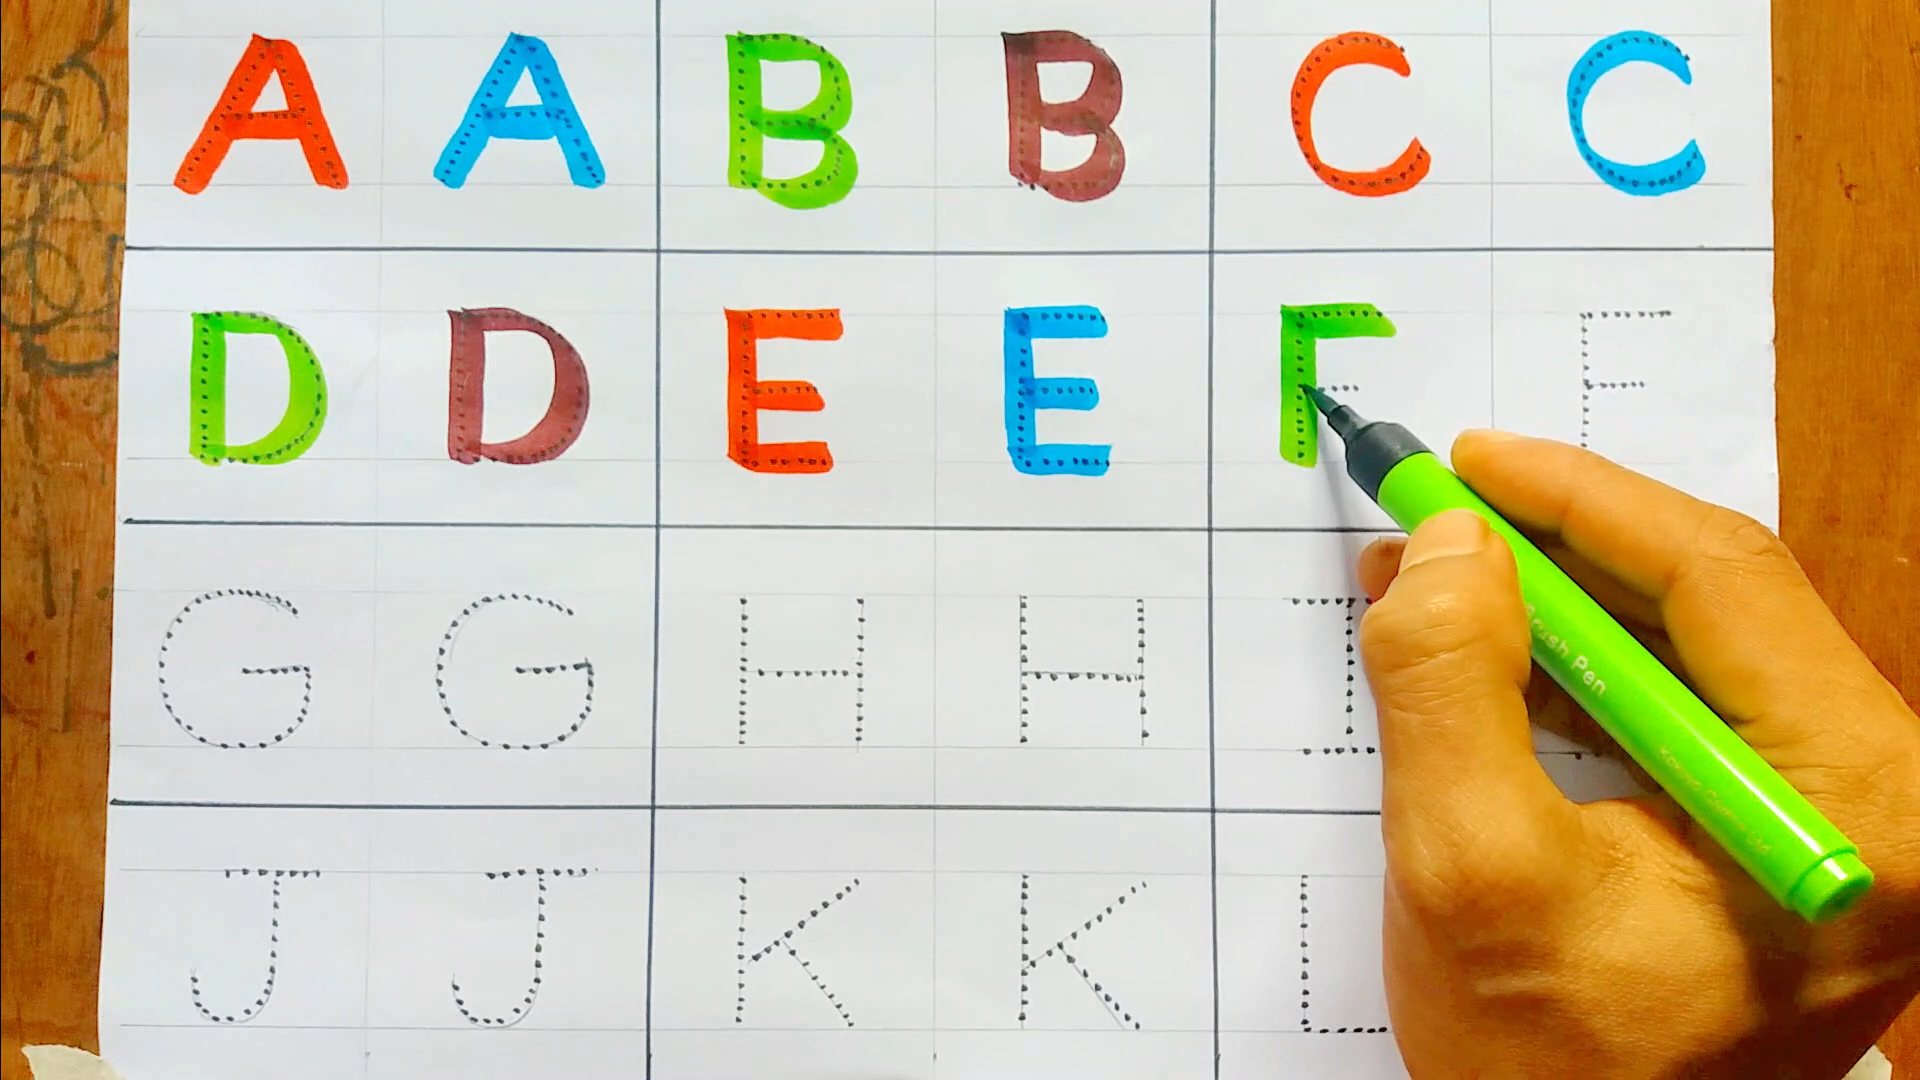 A A B B C C
D D E E F F
G G H H I
J J K K L
Brush Pen